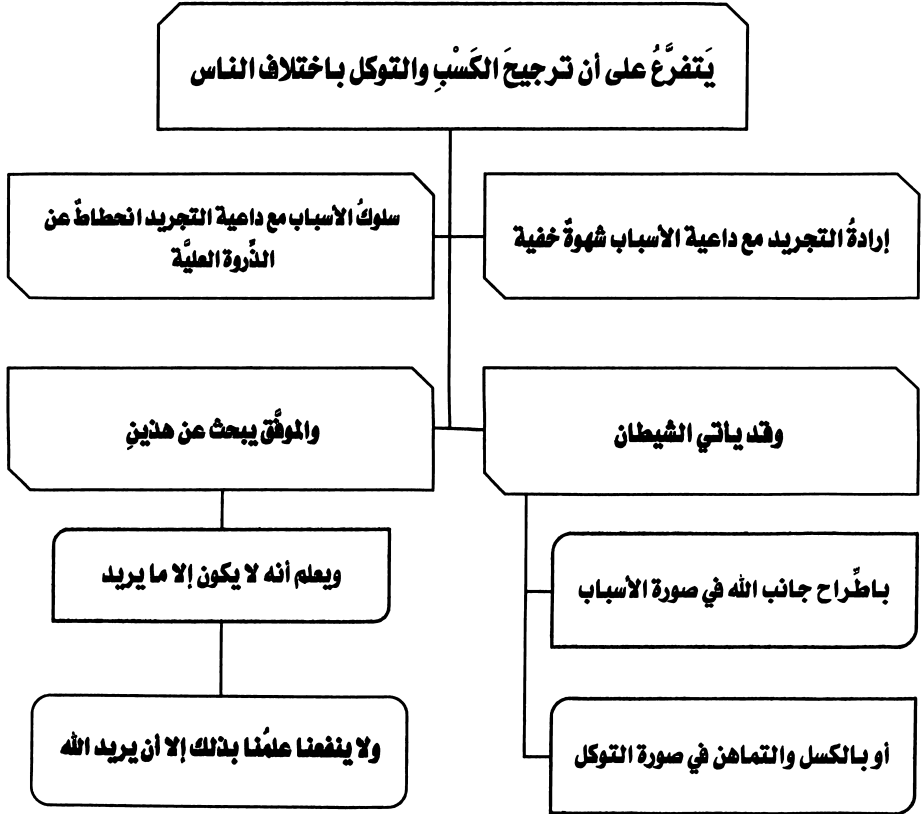 يَتفرَّعُ على أن ترجيحَ الكَسْبِ والتوكل باختلاف الناس
إرادةُ التجريد مع داعية الأسباب شهوةٌ خفية
سلوكُ الأسباب مع داعية التجريد انحطاطٌ عن
الذِّروة العليَّة
وقد يأتي الشيطان
باطِّراح جانب الله في صورة الأسباب
أو بالكسل والتماهن في صورة التوكل
والموفَّق يبحث عن هذينِ
ويعلم أنه لا يكون إلا ما يريد
ولا ينفعنا علمُنا بذلك إلا أن يريد الله